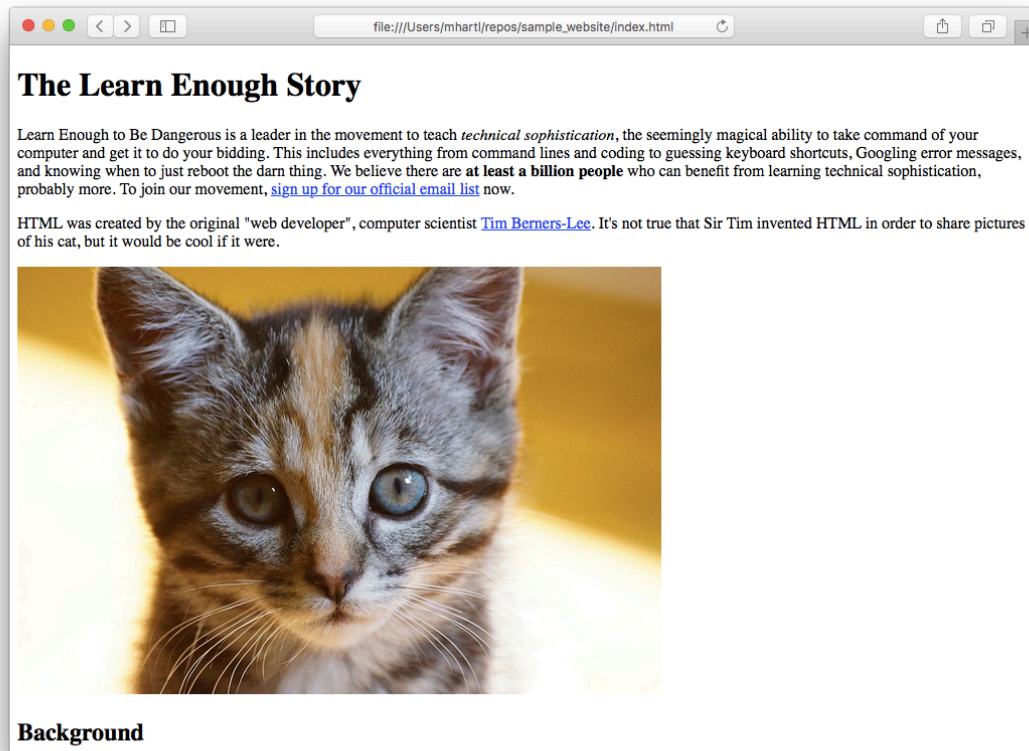 file:///Users/mhartl/repos/sample_website/index.html
The Learn Enough Story
Learn Enough to Be Dangerous is a leader in the movement to teach technical sophistication, the seemingly magical ability to take command of your
computer and get it to do your bidding. This includes everything from command lines and coding to guessing keyboard shortcuts, Googling error messages,
and knowing when to just reboot the darn thing. We believe there are at least a billion people who can benefit from learning technical sophistication,
probably more. To join our movement, sign up for our official email list now.
HTML was created by the original "web developer", computer scientist Tim Berners-Lee. It's not true that Sir Tim invented HTML in order to share pictures
of his cat, but it would be cool if it were.
Background